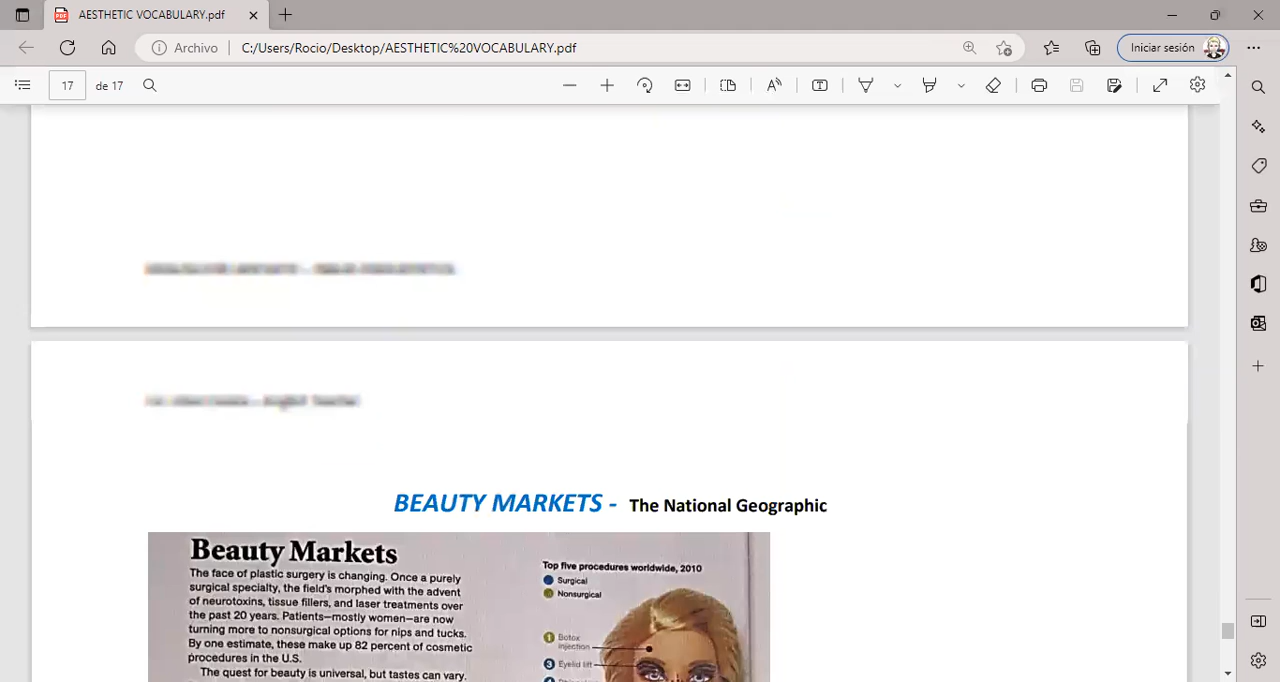 AESTHETIC VOCABULARY.pdf
Archivo
C:/Users/Rocio/Desktop/AESTHETIC%20VOCABULARY.pdf
Iniciar sesión
17 de 17
BEAUTY MARKETS - The National Geographic
Beauty Markets
The face of plastic surgery is changing. Once a purely
surgical specialty, the field's morphed with the advent
of neurotoxins, tissue fillers, and laser treatments over
the past 20 years. Patients—mostly women—are now
turning more to nonsurgical options for nips and tucks.
By one estimate, these make up 82 percent of cosmetic
procedures in the U.S.
The quest for beauty is universal, but tastes can vary.
Top five procedures worldwide, 2010
Surgical
Nonsurgical
1 Botox
injection
3 Eyelid lift